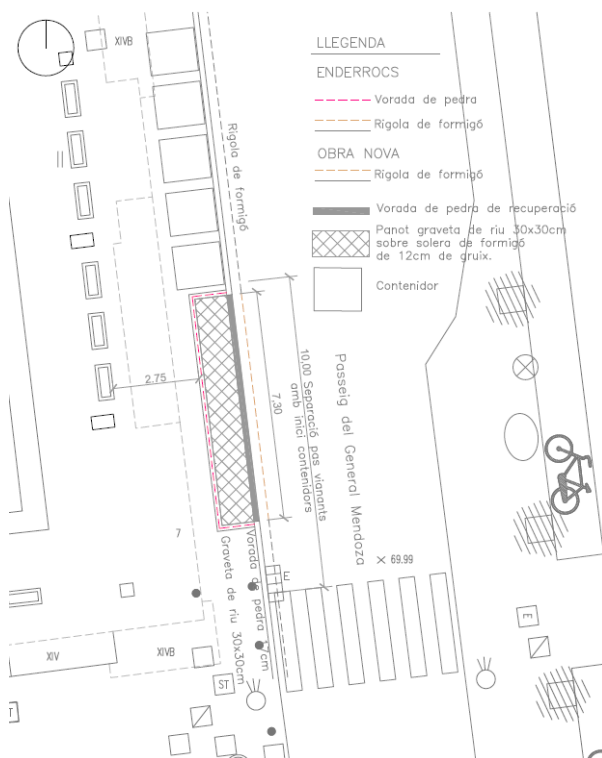 XIVB
LLEGENDA
ENDERROCS
Vorada de pedra
Rigola de formigó
OBRA NOVA
Rigola de formigó
Vorada de pedra de recuperació
Panot graveta de riu 30x30cm
sobre solera de formigó
de 12cm de gruix.
Contenidor
Rigola de formigó
2.75
7,30
10,00 Separació pas vianants
amb inici contenidors
Passeig del General Mendoza
69.99
7
Vorada de pedra 17cm
Graveta de riu 30x30cm
E
XIV
XIVB
ST
E